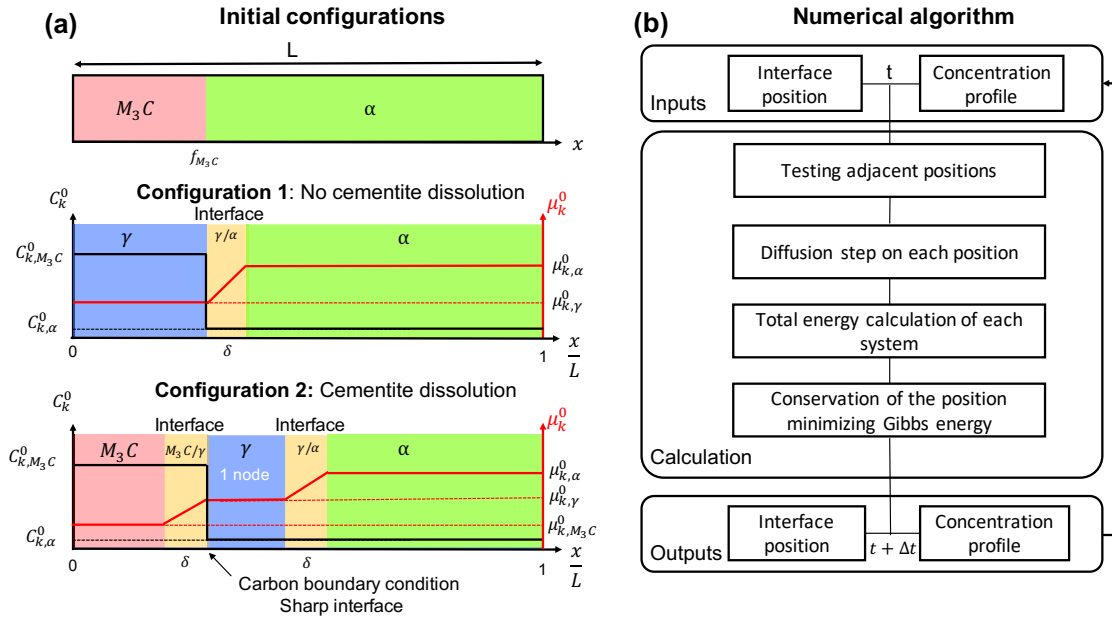 (a)
Initial configurations
L
M₃C
α
f_{M₃C}
x
Configuration 1: No cementite dissolution
C_k^0
Interface
μ_k^0
γ
γ/α
α
C_{k,M₃C}^0
μ_{k,α}^0
μ_{k,γ}^0
C_{k,α}^0
0
δ
1
x/L
Configuration 2: Cementite dissolution
C_k^0
Interface
Interface
μ_k^0
M₃C
M₃C/γ
γ
γ/α
α
C_{k,M₃C}^0
1 node
μ_{k,α}^0
μ_{k,γ}^0
μ_{k,M₃C}^0
C_{k,α}^0
0
δ
δ
1
x/L
Carbon boundary condition
Sharp interface
(b)
Numerical algorithm
Inputs
Interface
position
t
Concentration
profile
Testing adjacent positions
Diffusion step on each position
Total energy calculation of each
system
Conservation of the position
minimizing Gibbs energy
Calculation
Outputs
Interface
position
t + Δt
Concentration
profile